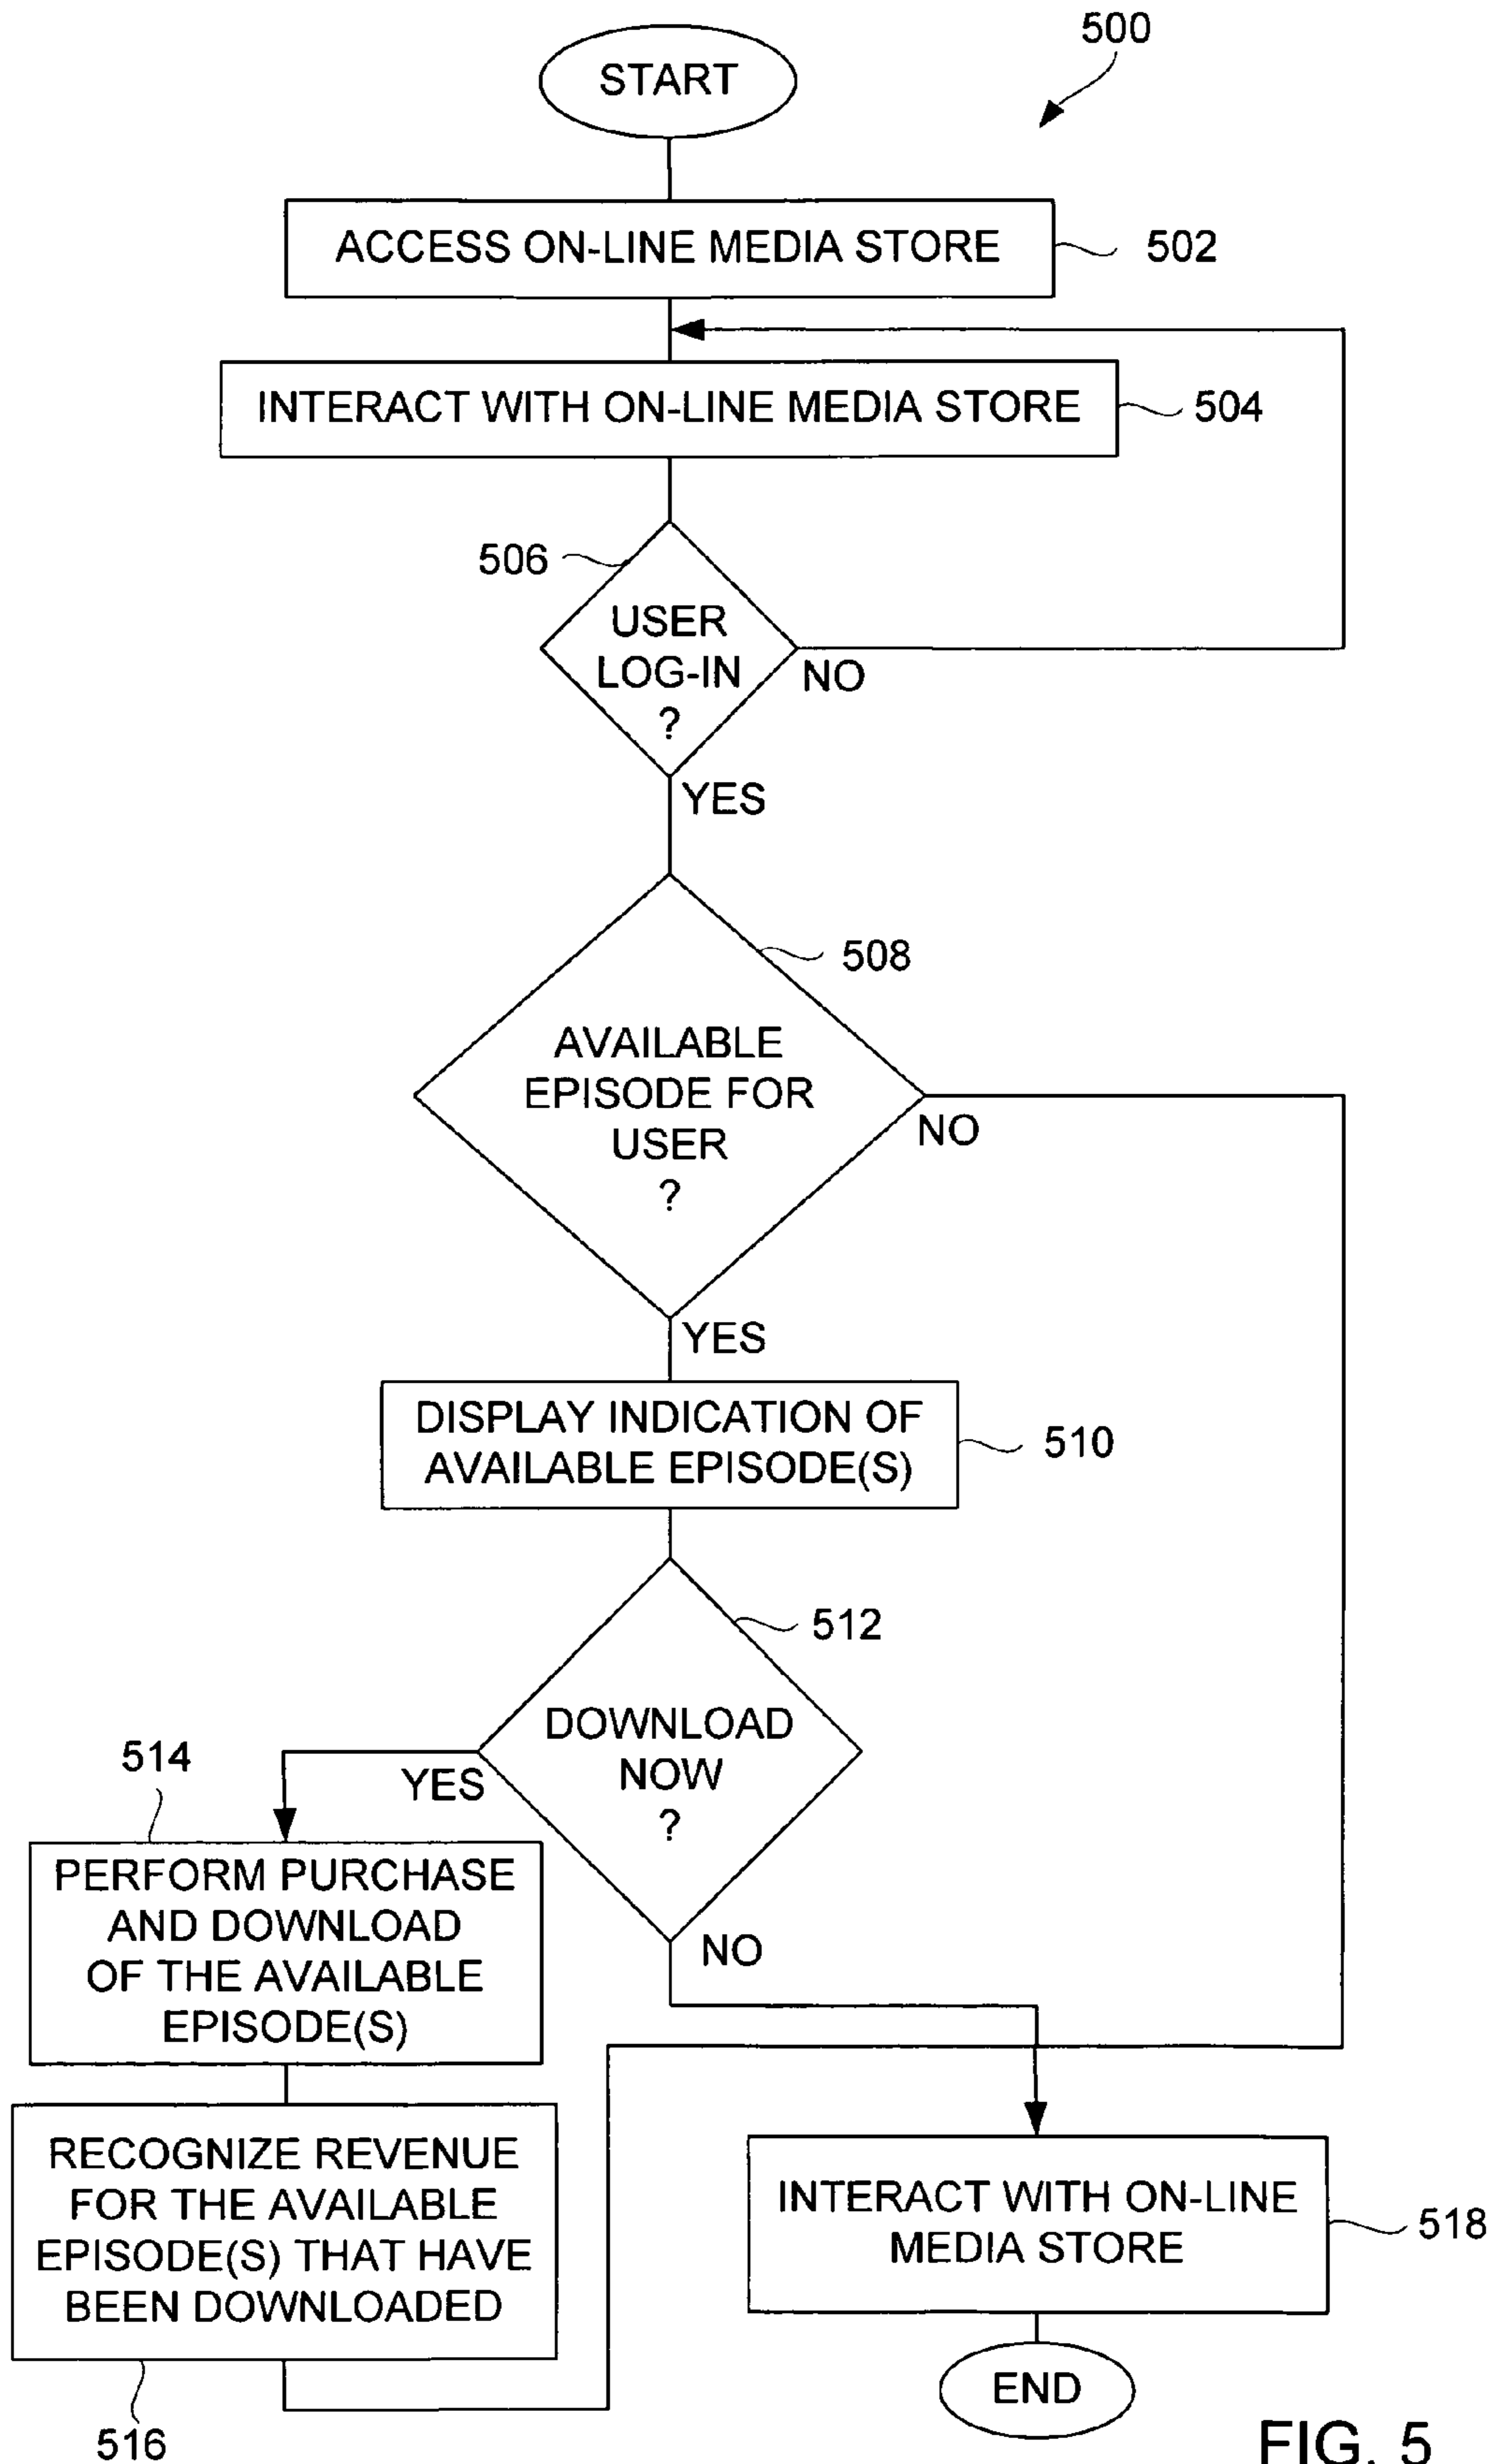 500
START
ACCESS ON-LINE MEDIA STORE
502
INTERACT WITH ON-LINE MEDIA STORE
504
506
USER
LOG-IN
?
NO
YES
508
AVAILABLE
EPISODE FOR
USER
?
NO
YES
DISPLAY INDICATION OF
AVAILABLE EPISODE(S)
510
512
DOWNLOAD
NOW
?
YES
NO
514
PERFORM PURCHASE
AND DOWNLOAD
OF THE AVAILABLE
EPISODE(S)
RECOGNIZE REVENUE
FOR THE AVAILABLE
EPISODE(S) THAT HAVE
BEEN DOWNLOADED
516
INTERACT WITH ON-LINE
MEDIA STORE
518
END
FIG. 5